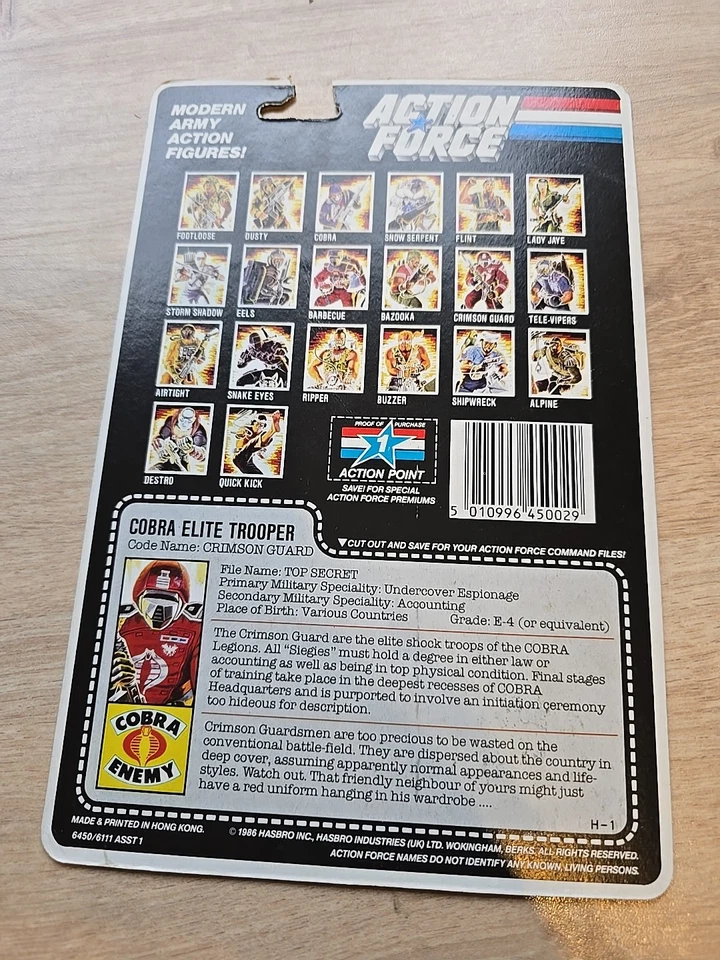 MODERN
ARMY
ACTION
FIGURES!
ACTION
FORCE
FOOTLOOSE DUSTY COBRA SNOW SERPENT FLINT LADY JAYE
STORM SHADOW EELS BARBECUE BAZOOKA CRIMSON GUARD TELE-VIPERS
AIRTIGHT SNAKE EYES RIPPER BUZZER SHIPWRECK ALPINE
DESTRO QUICK KICK
PROOF OF PURCHASE
1
ACTION POINT
SAVE! FOR SPECIAL
ACTION FORCE PREMIUMS
5 010996 450029
▼CUT OUT AND SAVE FOR YOUR ACTION FORCE COMMAND FILES!
COBRA ELITE TROOPER
Code Name: CRIMSON GUARD
File Name: TOP SECRET
Primary Military Speciality: Undercover Espionage
Secondary Military Speciality: Accounting
Place of Birth: Various Countries Grade: E-4 (or equivalent)
The Crimson Guard are the elite shock troops of the COBRA
Legions. All "Siegies" must hold a degree in either law or
accounting as well as being in top physical condition. Final stages
of training take place in the deepest recesses of COBRA
Headquarters and is purported to involve an initiation ceremony
too hideous for description.
COBRA
ENEMY
Crimson Guardsmen are too precious to be wasted on the
conventional battle-field. They are dispersed about the country in
deep cover, assuming apparently normal appearances and life-
styles. Watch out. That friendly neighbour of yours might just
have a red uniform hanging in his wardrobe ....
H-1
MADE & PRINTED IN HONG KONG.
6450/6111 ASST 1
© 1986 HASBRO INC., HASBRO INDUSTRIES (UK) LTD. WOKINGHAM, BERKS. ALL RIGHTS RESERVED.
ACTION FORCE NAMES DO NOT IDENTIFY ANY KNOWN, LIVING PERSONS.